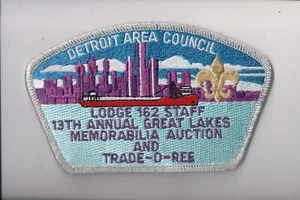 DETROIT AREA COUNCIL
LODGE 162 STAFF
13TH ANNUAL GREAT LAKES
MEMORABILIA AUCTION
AND
TRADE-O-REE